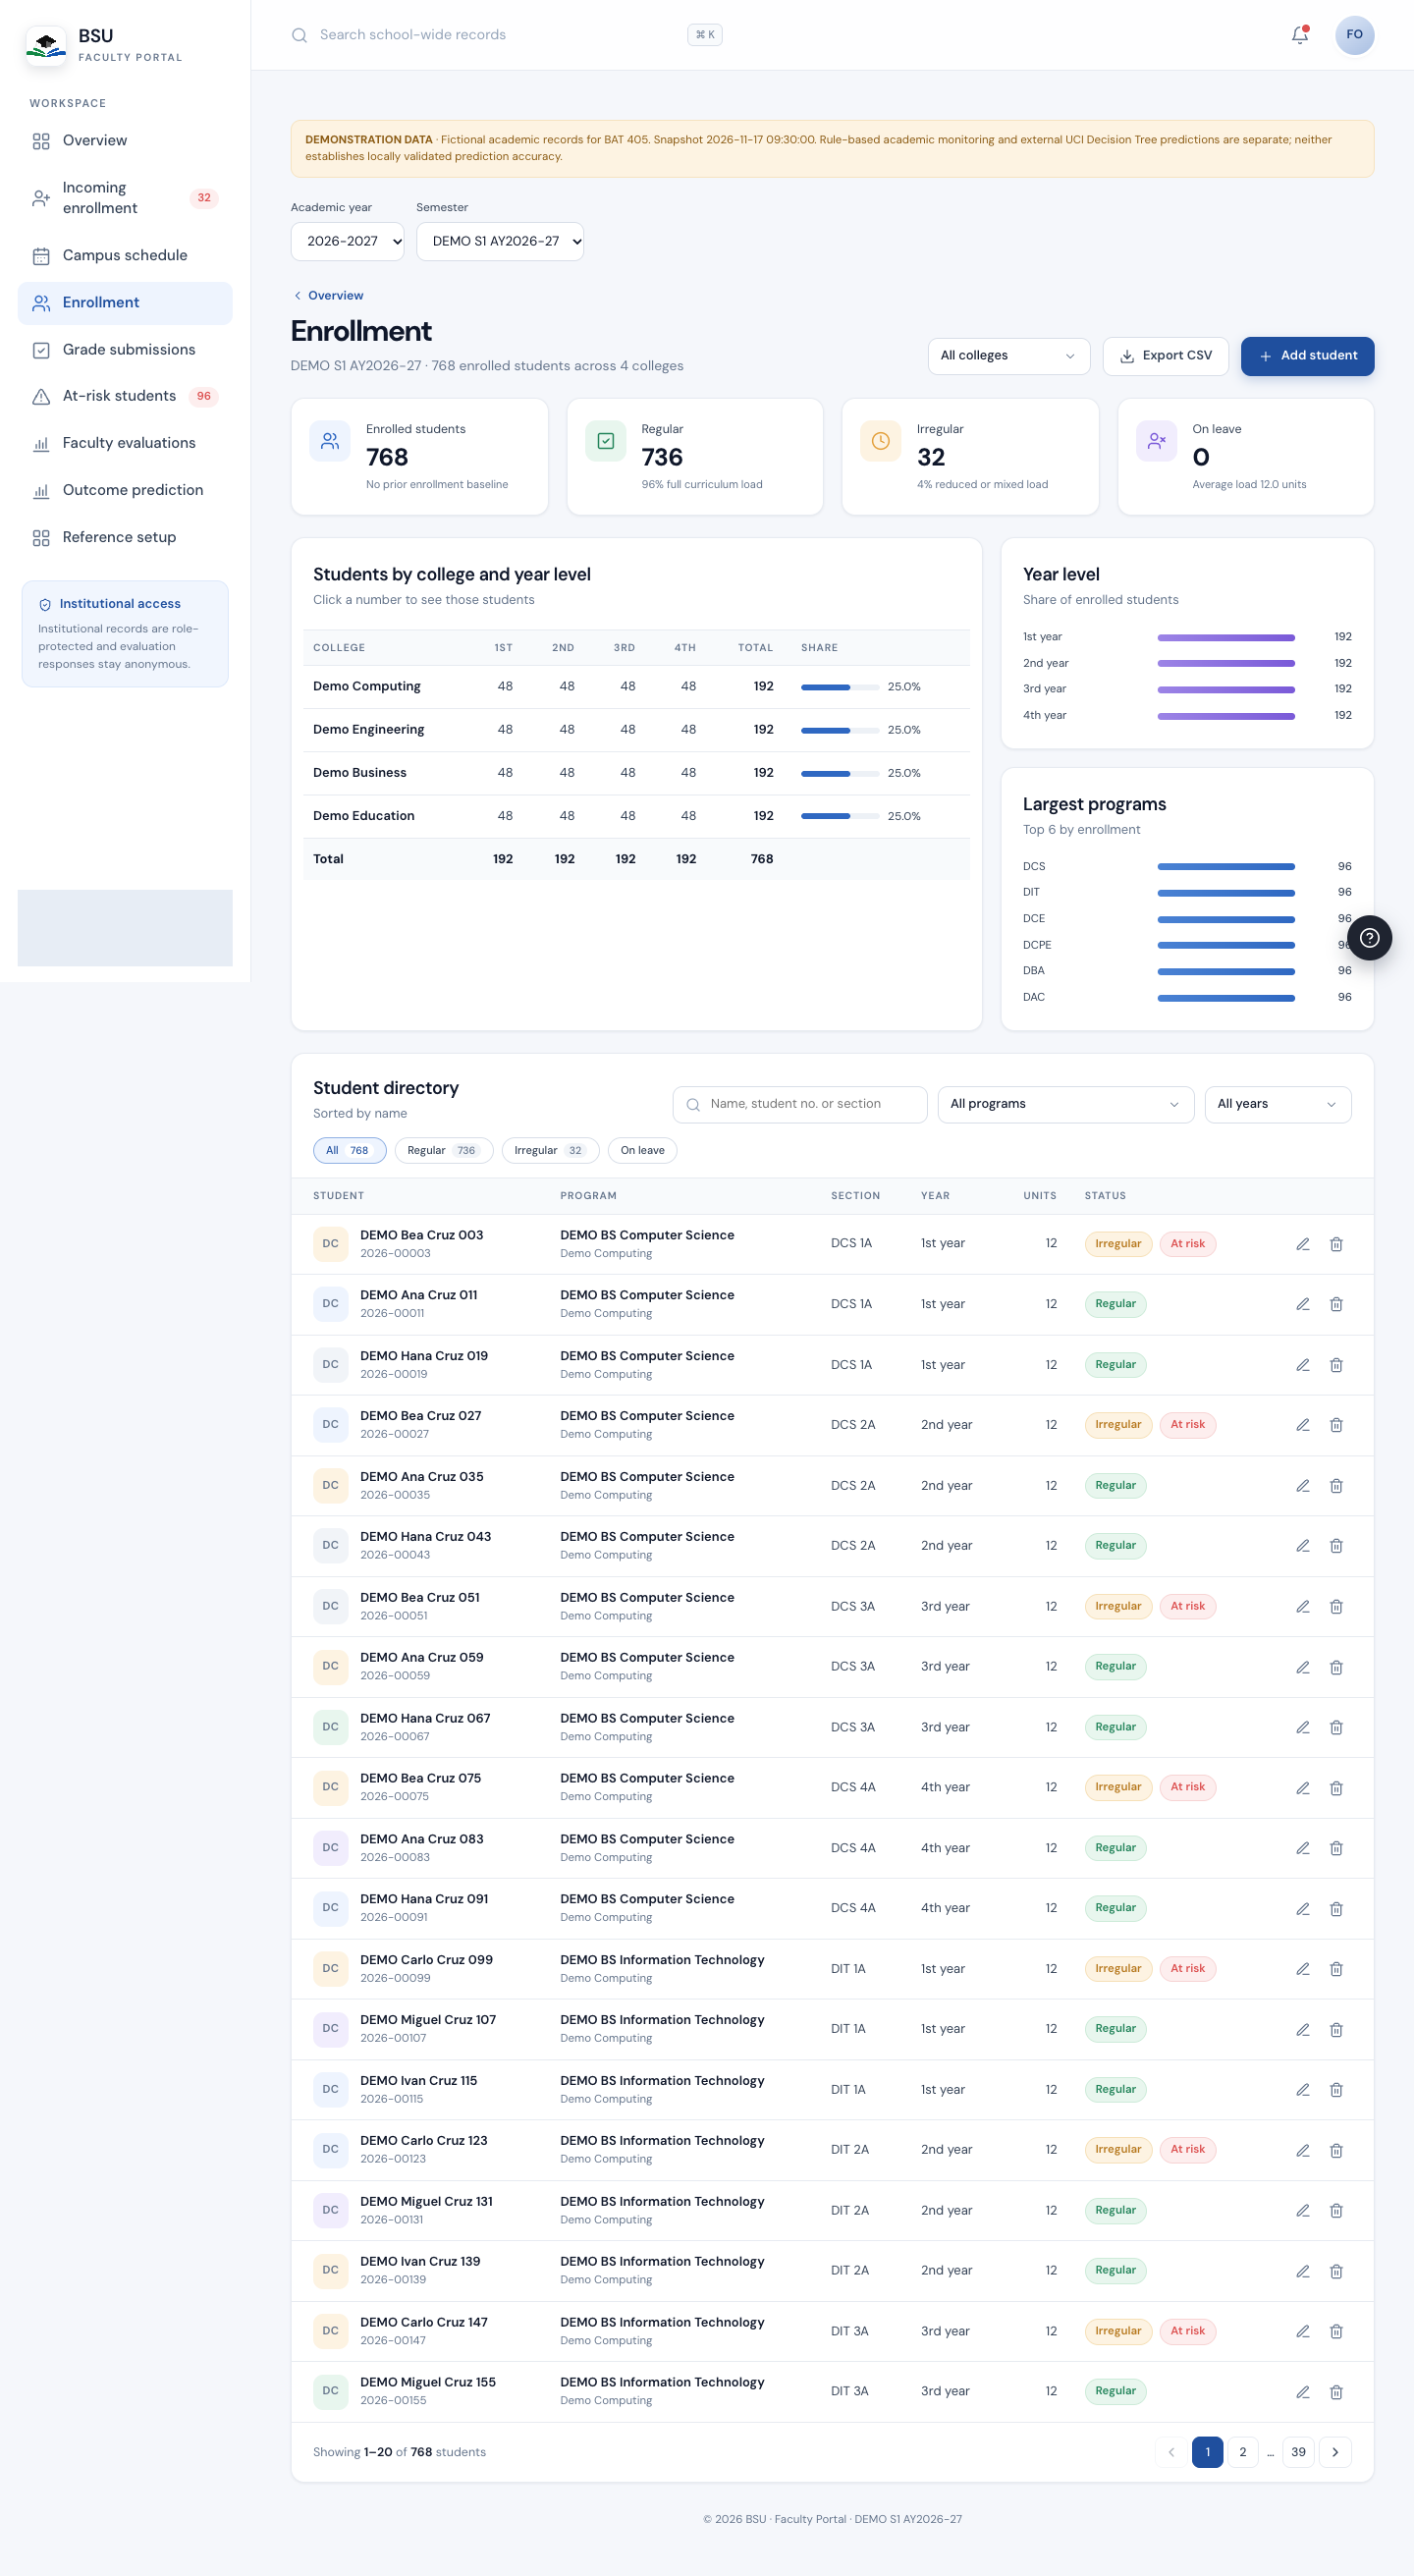 BSU
FACULTY PORTAL
WORKSPACE
Overview
Incoming
enrollment
32
Campus schedule
Enrollment
Grade submissions
At-risk students 96
Faculty evaluations
Outcome prediction
Reference setup
Institutional access
Institutional records are role-
protected and evaluation
responses stay anonymous.
Search school-wide records
⌘ K
FO
DEMONSTRATION DATA · Fictional academic records for BAT 405. Snapshot 2026-11-17 09:30:00. Rule-based academic monitoring and external UCI Decision Tree predictions are separate; neither
establishes locally validated prediction accuracy.
Academic year Semester
2026-2027 DEMO S1 AY2026-27
Overview
Enrollment
DEMO S1 AY2026-27 · 768 enrolled students across 4 colleges
All colleges Export CSV Add student
Enrolled students
768
No prior enrollment baseline
Regular
736
96% full curriculum load
Irregular
32
4% reduced or mixed load
On leave
0
Average load 12.0 units
Students by college and year level
Click a number to see those students
COLLEGE 1ST 2ND 3RD 4TH TOTAL SHARE
Demo Computing 48 48 48 48 192 25.0%
Demo Engineering 48 48 48 48 192 25.0%
Demo Business 48 48 48 48 192 25.0%
Demo Education 48 48 48 48 192 25.0%
Total 192 192 192 192 768
Year level
Share of enrolled students
1st year 192
2nd year 192
3rd year 192
4th year 192
Largest programs
Top 6 by enrollment
DCS 96
DIT 96
DCE 96
DCPE 96
DBA 96
DAC 96
Student directory
Sorted by name
Name, student no. or section All programs All years
All 768 Regular 736 Irregular 32 On leave
STUDENT PROGRAM SECTION YEAR UNITS STATUS
DC DEMO Bea Cruz 003 DEMO BS Computer Science DCS 1A 1st year 12 Irregular At risk
2026-00003 Demo Computing
DC DEMO Ana Cruz 011 DEMO BS Computer Science DCS 1A 1st year 12 Regular
2026-00011 Demo Computing
DC DEMO Hana Cruz 019 DEMO BS Computer Science DCS 1A 1st year 12 Regular
2026-00019 Demo Computing
DC DEMO Bea Cruz 027 DEMO BS Computer Science DCS 2A 2nd year 12 Irregular At risk
2026-00027 Demo Computing
DC DEMO Ana Cruz 035 DEMO BS Computer Science DCS 2A 2nd year 12 Regular
2026-00035 Demo Computing
DC DEMO Hana Cruz 043 DEMO BS Computer Science DCS 2A 2nd year 12 Regular
2026-00043 Demo Computing
DC DEMO Bea Cruz 051 DEMO BS Computer Science DCS 3A 3rd year 12 Irregular At risk
2026-00051 Demo Computing
DC DEMO Ana Cruz 059 DEMO BS Computer Science DCS 3A 3rd year 12 Regular
2026-00059 Demo Computing
DC DEMO Hana Cruz 067 DEMO BS Computer Science DCS 3A 3rd year 12 Regular
2026-00067 Demo Computing
DC DEMO Bea Cruz 075 DEMO BS Computer Science DCS 4A 4th year 12 Irregular At risk
2026-00075 Demo Computing
DC DEMO Ana Cruz 083 DEMO BS Computer Science DCS 4A 4th year 12 Regular
2026-00083 Demo Computing
DC DEMO Hana Cruz 091 DEMO BS Computer Science DCS 4A 4th year 12 Regular
2026-00091 Demo Computing
DC DEMO Carlo Cruz 099 DEMO BS Information Technology DIT 1A 1st year 12 Irregular At risk
2026-00099 Demo Computing
DC DEMO Miguel Cruz 107 DEMO BS Information Technology DIT 1A 1st year 12 Regular
2026-00107 Demo Computing
DC DEMO Ivan Cruz 115 DEMO BS Information Technology DIT 1A 1st year 12 Regular
2026-00115 Demo Computing
DC DEMO Carlo Cruz 123 DEMO BS Information Technology DIT 2A 2nd year 12 Irregular At risk
2026-00123 Demo Computing
DC DEMO Miguel Cruz 131 DEMO BS Information Technology DIT 2A 2nd year 12 Regular
2026-00131 Demo Computing
DC DEMO Ivan Cruz 139 DEMO BS Information Technology DIT 2A 2nd year 12 Regular
2026-00139 Demo Computing
DC DEMO Carlo Cruz 147 DEMO BS Information Technology DIT 3A 3rd year 12 Irregular At risk
2026-00147 Demo Computing
DC DEMO Miguel Cruz 155 DEMO BS Information Technology DIT 3A 3rd year 12 Regular
2026-00155 Demo Computing
Showing 1–20 of 768 students 1 2 … 39
© 2026 BSU · Faculty Portal · DEMO S1 AY2026-27